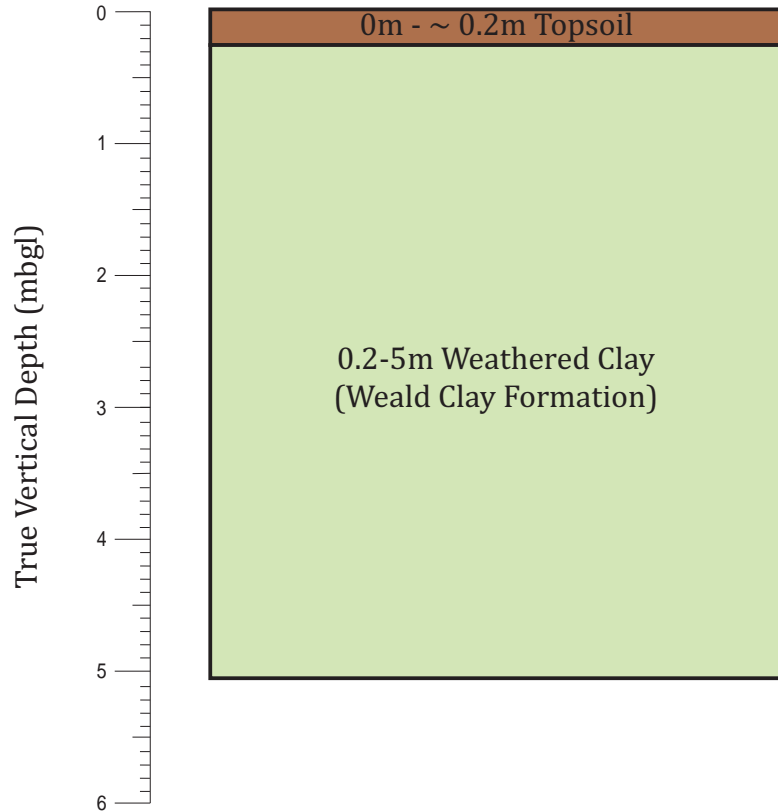 0
0m - ~ 0.2m Topsoil
1
2
True Vertical Depth (mbgl)
0.2-5m Weathered Clay
(Weald Clay Formation)
3
4
5
6